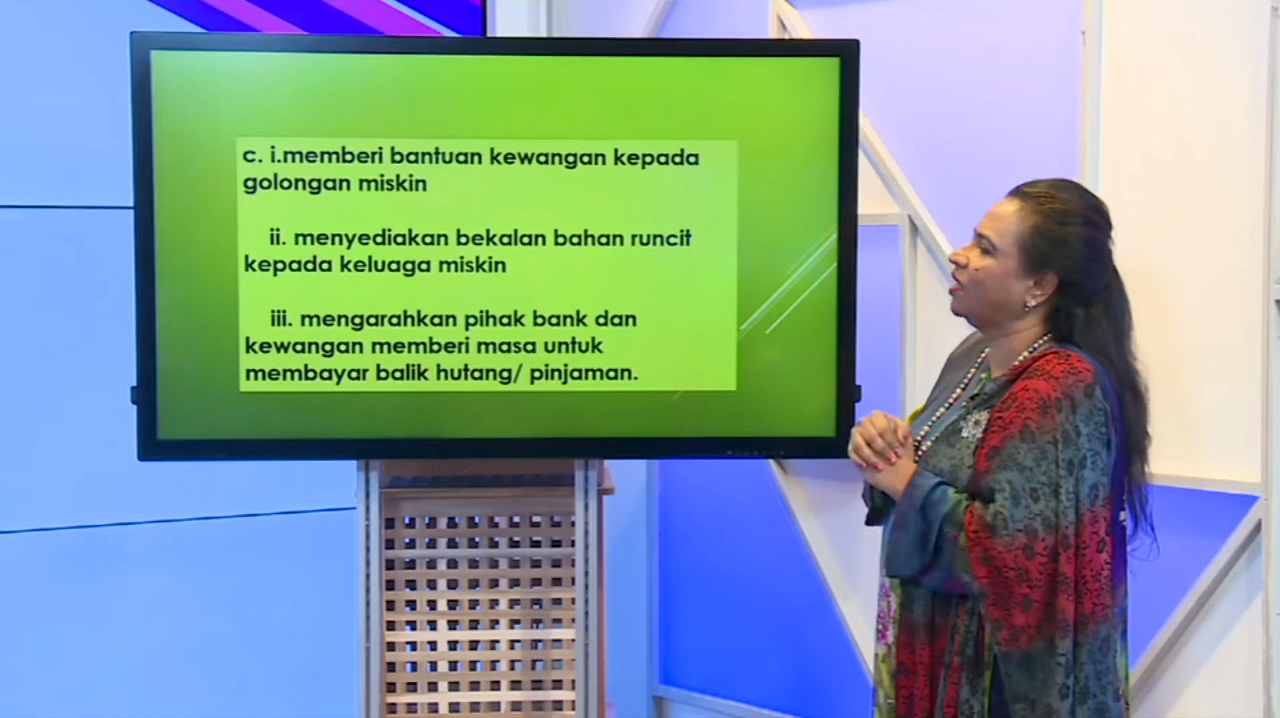 c. i.memberi bantuan kewangan kepada
golongan miskin
ii. menyediakan bekalan bahan runcit
kepada keluaga miskin
iii. mengarahkan pihak bank dan
kewangan memberi masa untuk
membayar balik hutang/ pinjaman.